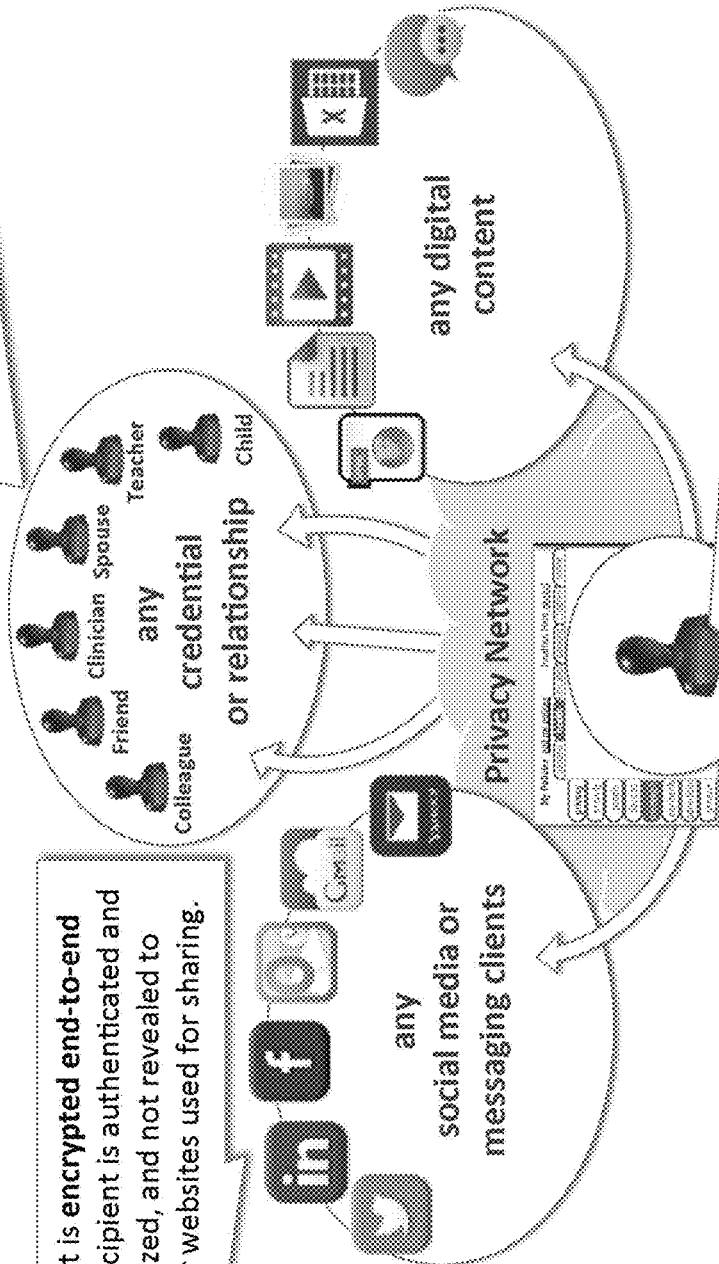 t is encrypted end-to-end
cipient is authenticated and
zed, and not revealed to
websites used for sharing.
Colleague
Friend
Clinician
Spouse
Teacher
Child
any
credential
or relationship
in
f
Gmail
any
social media or
messaging clients
Privacy Network
X
any digital
content